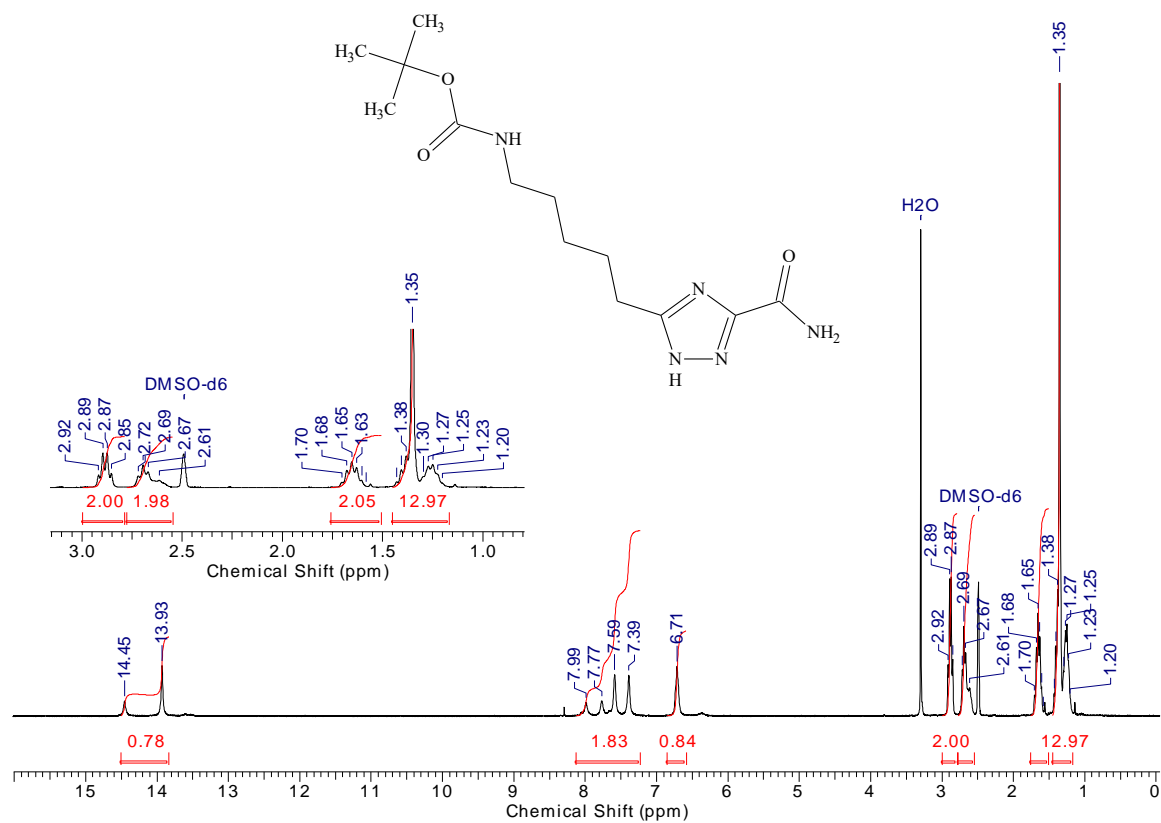 CH3
H3C
H3C
O
O
NH
O
N
NH2
N
N
H
1.35
H2O
1.35
DMSO-d6
2.92
2.89
2.87
2.85
2.72
2.69
2.67
2.61
1.70
1.68
1.65
1.63
1.38
1.30
1.27
1.25
1.23
1.20
2.00
1.98
2.05
12.97
3.0 2.5 2.0 1.5 1.0
Chemical Shift (ppm)
DMSO-d6
14.45
13.93
7.99
7.77
7.59
7.39
6.71
2.92
2.89
2.87
2.69
2.67
2.61
1.70
1.68
1.65
1.38
1.27
1.25
1.23
1.20
0.78
1.83
0.84
2.00
12.97
15 14 13 12 11 10 9 8 7 6 5 4 3 2 1 0
Chemical Shift (ppm)